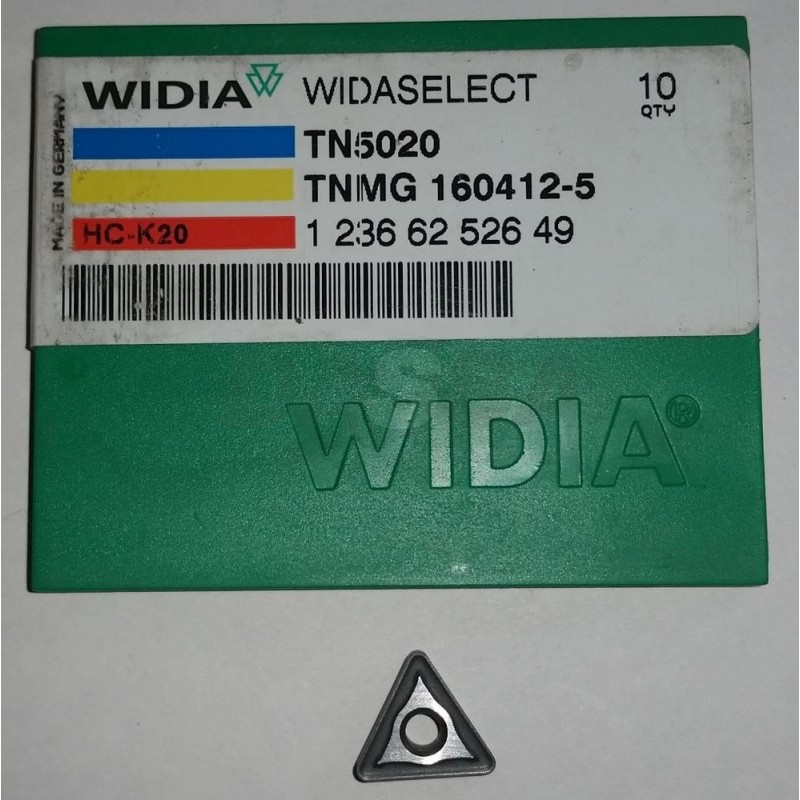 WIDIA WIDASELECT 10
QTY
MADE IN GERMANY
TN5020
TNMG 160412-5
HC-K20 1 236 62 526 49
WIDIA®